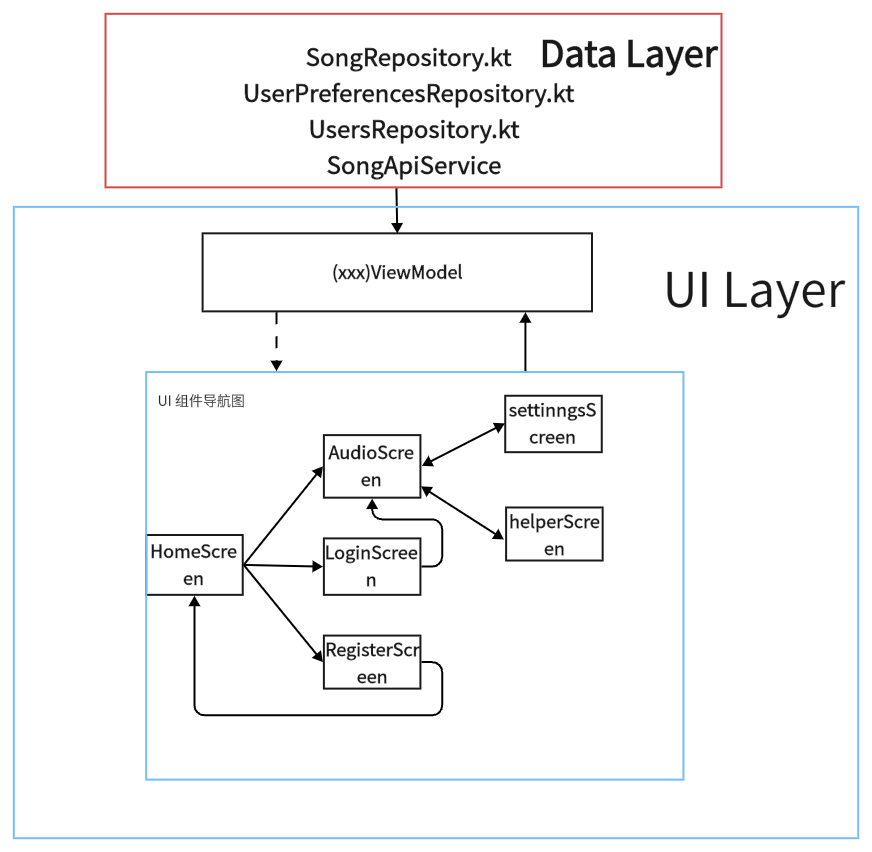 SongRepository.kt
Data Layer
UserPreferencesRepository.kt
UsersRepository.kt
SongApiService
(xxx)ViewModel
UI Layer
UI 组件导航图
settinngsS
creen
AudioScre
en
helperScre
en
HomeScre
en
LoginScree
n
RegisterScr
een